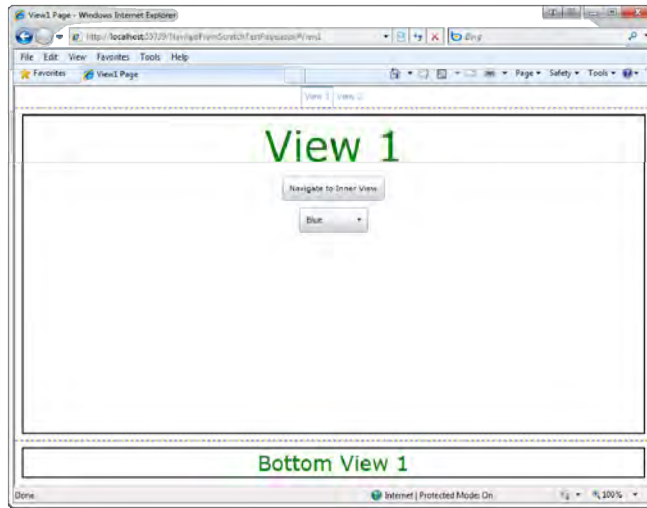 View1 Page - Windows Internet Explorer
Bing
File Edit View Favorites Tools Help
Favorites View1 Page Page Safety Tools
View 1 View 2
View 1
Navigate to Inner View
Blue
Bottom View 1
Done Internet | Protected Mode: On 100%